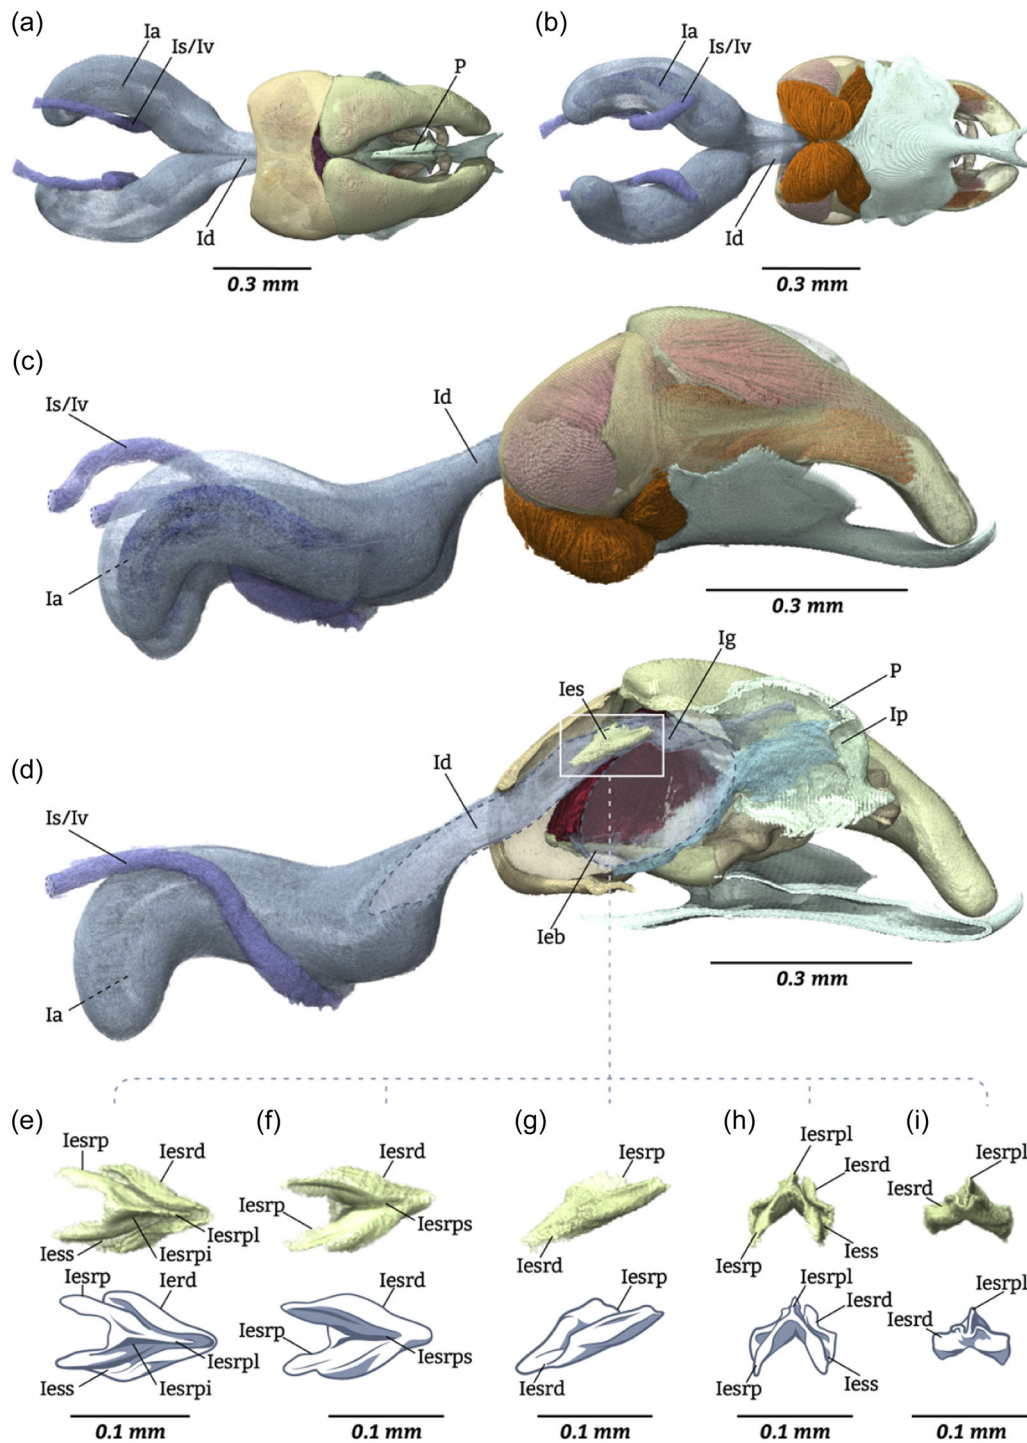 (a)
(b)
Ia
Is/Iv
P
Ia
Is/Iv
Id
Id
0.3 mm
0.3 mm
(c)
Is/Iv
Id
Ia
0.3 mm
Ig
Ies
P
Ip
(d)
Id
Is/Iv
Ieb
Ia
0.3 mm
(e)
(f)
(g)
(h)
(i)
Iesrp
Iesrd
Iesrpl
Iesrpi
Iess
Iesrd
Iesrp
Iesrps
Iesrp
Iesrd
Iesrpl
Iesrd
Iess
Iesrp
Iesrpl
Iesrd
Iesrp
Ierd
Iesrpl
Iesrpi
Iess
Iesrd
Iesrp
Iesrps
Iesrp
Iesrd
Iesrpl
Iesrd
Iess
Iesrp
Iesrpl
Iesrd
0.1 mm
0.1 mm
0.1 mm
0.1 mm
0.1 mm